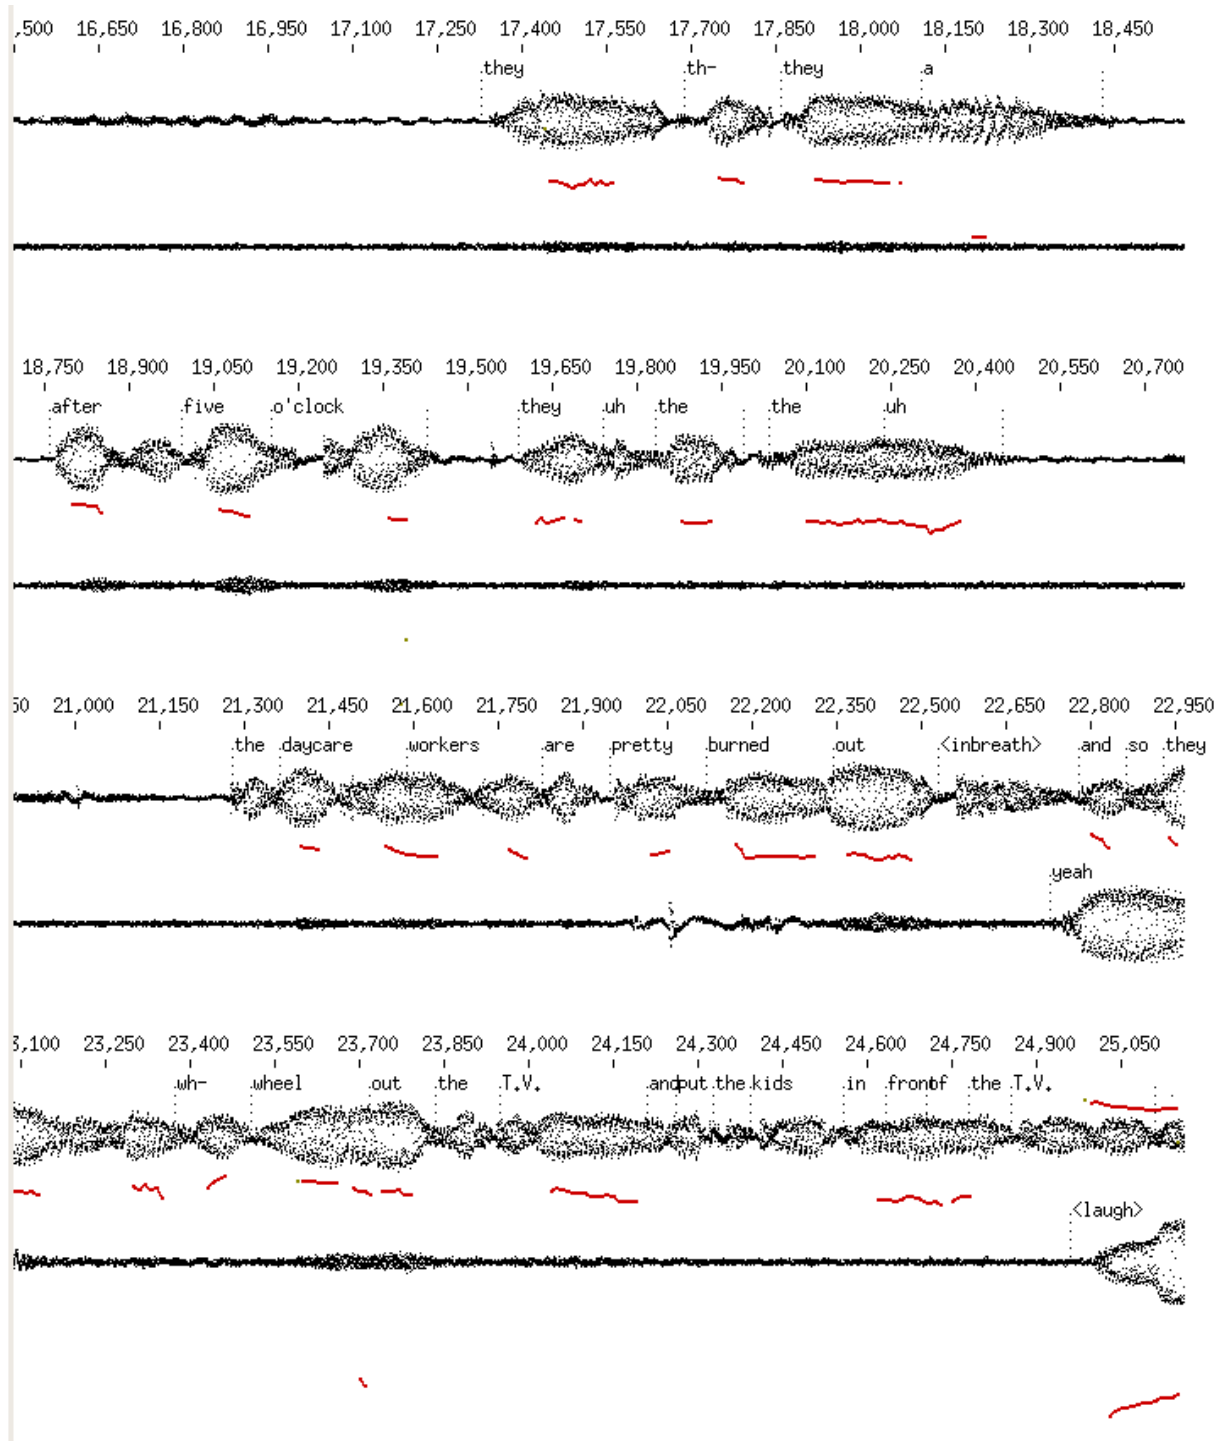 ,500 16,650 16,800 16,950 17,100 17,250 17,400 17,550 17,700 17,850 18,000 18,150 18,300 18,450
they th- they a
18,750 18,900 19,050 19,200 19,350 19,500 19,650 19,800 19,950 20,100 20,250 20,400 20,550 20,700
after five o'clock they uh the the uh
50 21,000 21,150 21,300 21,450 21,600 21,750 21,900 22,050 22,200 22,350 22,500 22,650 22,800 22,950
the daycare workers are pretty burned out <inbreath> and so they
yeah
3,100 23,250 23,400 23,550 23,700 23,850 24,000 24,150 24,300 24,450 24,600 24,750 24,900 25,050
wh- wheel out the T.V. and put the kids in front of the T.V.
<laugh>